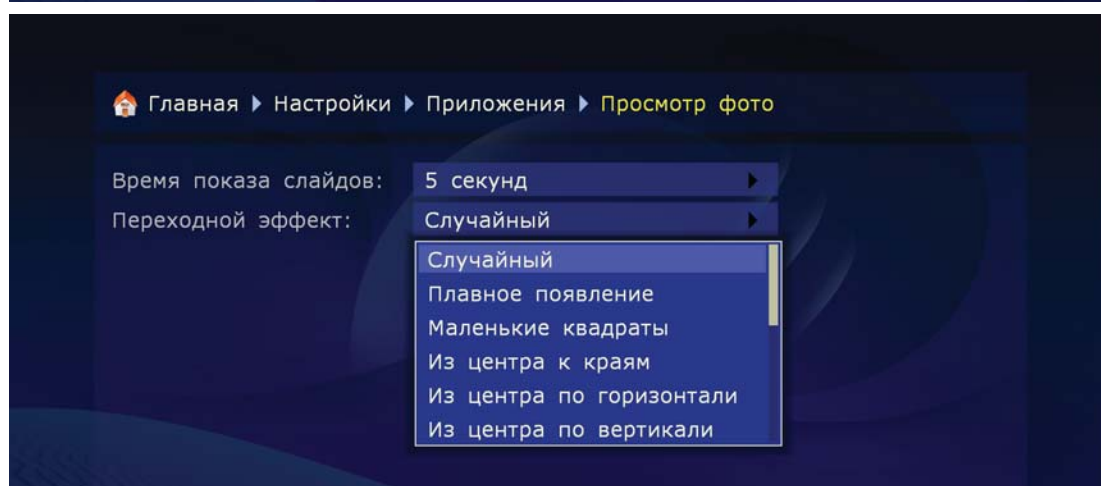 Главная Настройки Приложения Просмотр фото
Время показа слайдов: 5 секунд
Переходной эффект: Случайный
Случайный
Плавное появление
Маленькие квадраты
Из центра к краям
Из центра по горизонтали
Из центра по вертикали